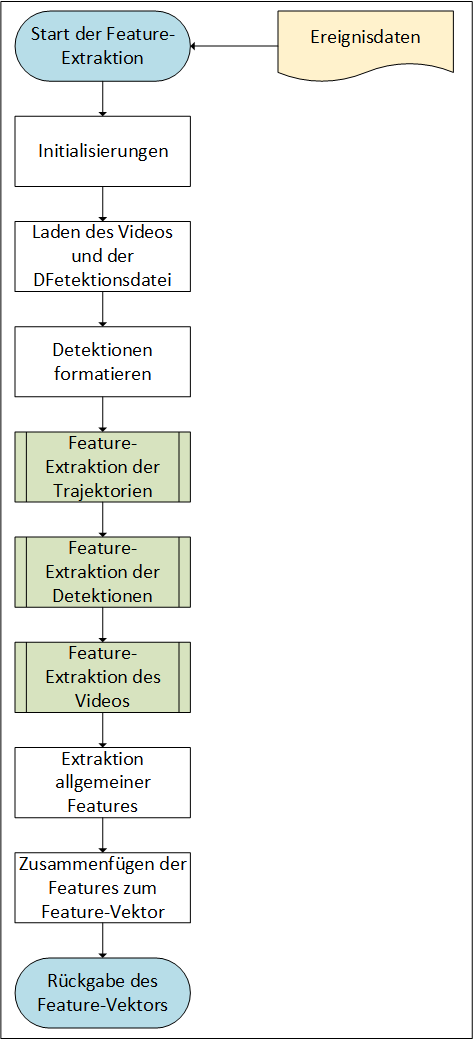 Start der Feature-
Extraktion
Ereignisdaten
Initialisierungen
Laden des Videos
und der
DFetektionsdatei
Detektionen
formatieren
Feature-
Extraktion der
Trajektorien
Feature-
Extraktion der
Detektionen
Feature-
Extraktion des
Videos
Extraktion
allgemeiner
Features
Zusammenfügen der
Features zum
Feature-Vektor
Rückgabe des
Feature-Vektors